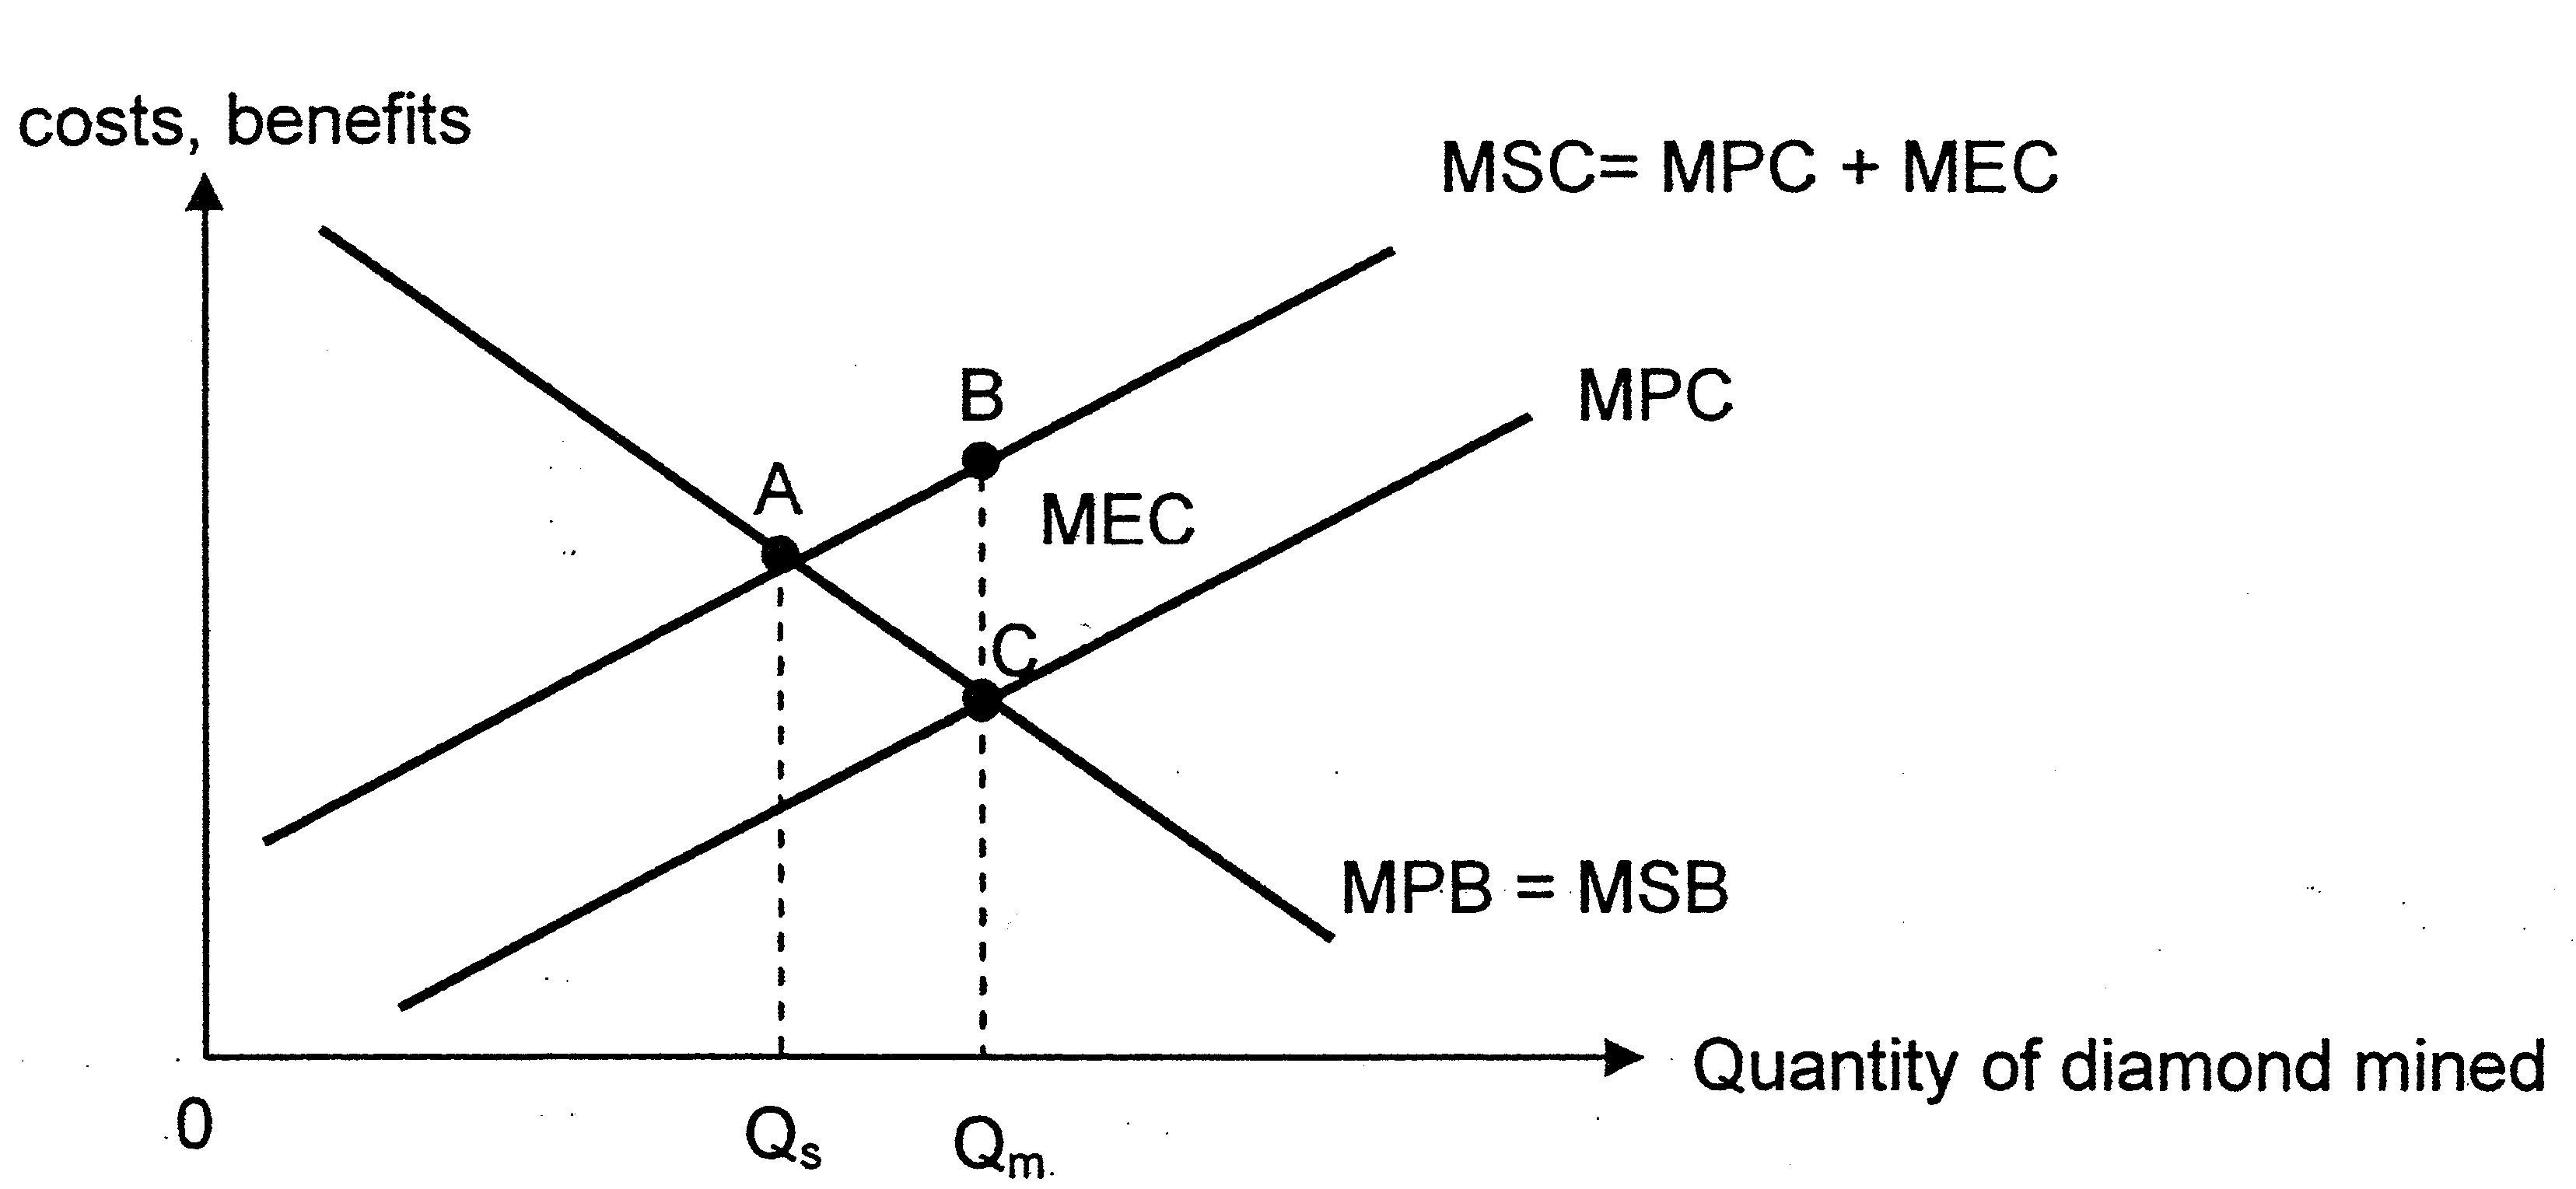 costs, benefits
MSC= MPC + MEC
MPC
B
A
MEC
C
MPB = MSB
Quantity of diamond mined
0
Qs
Qm